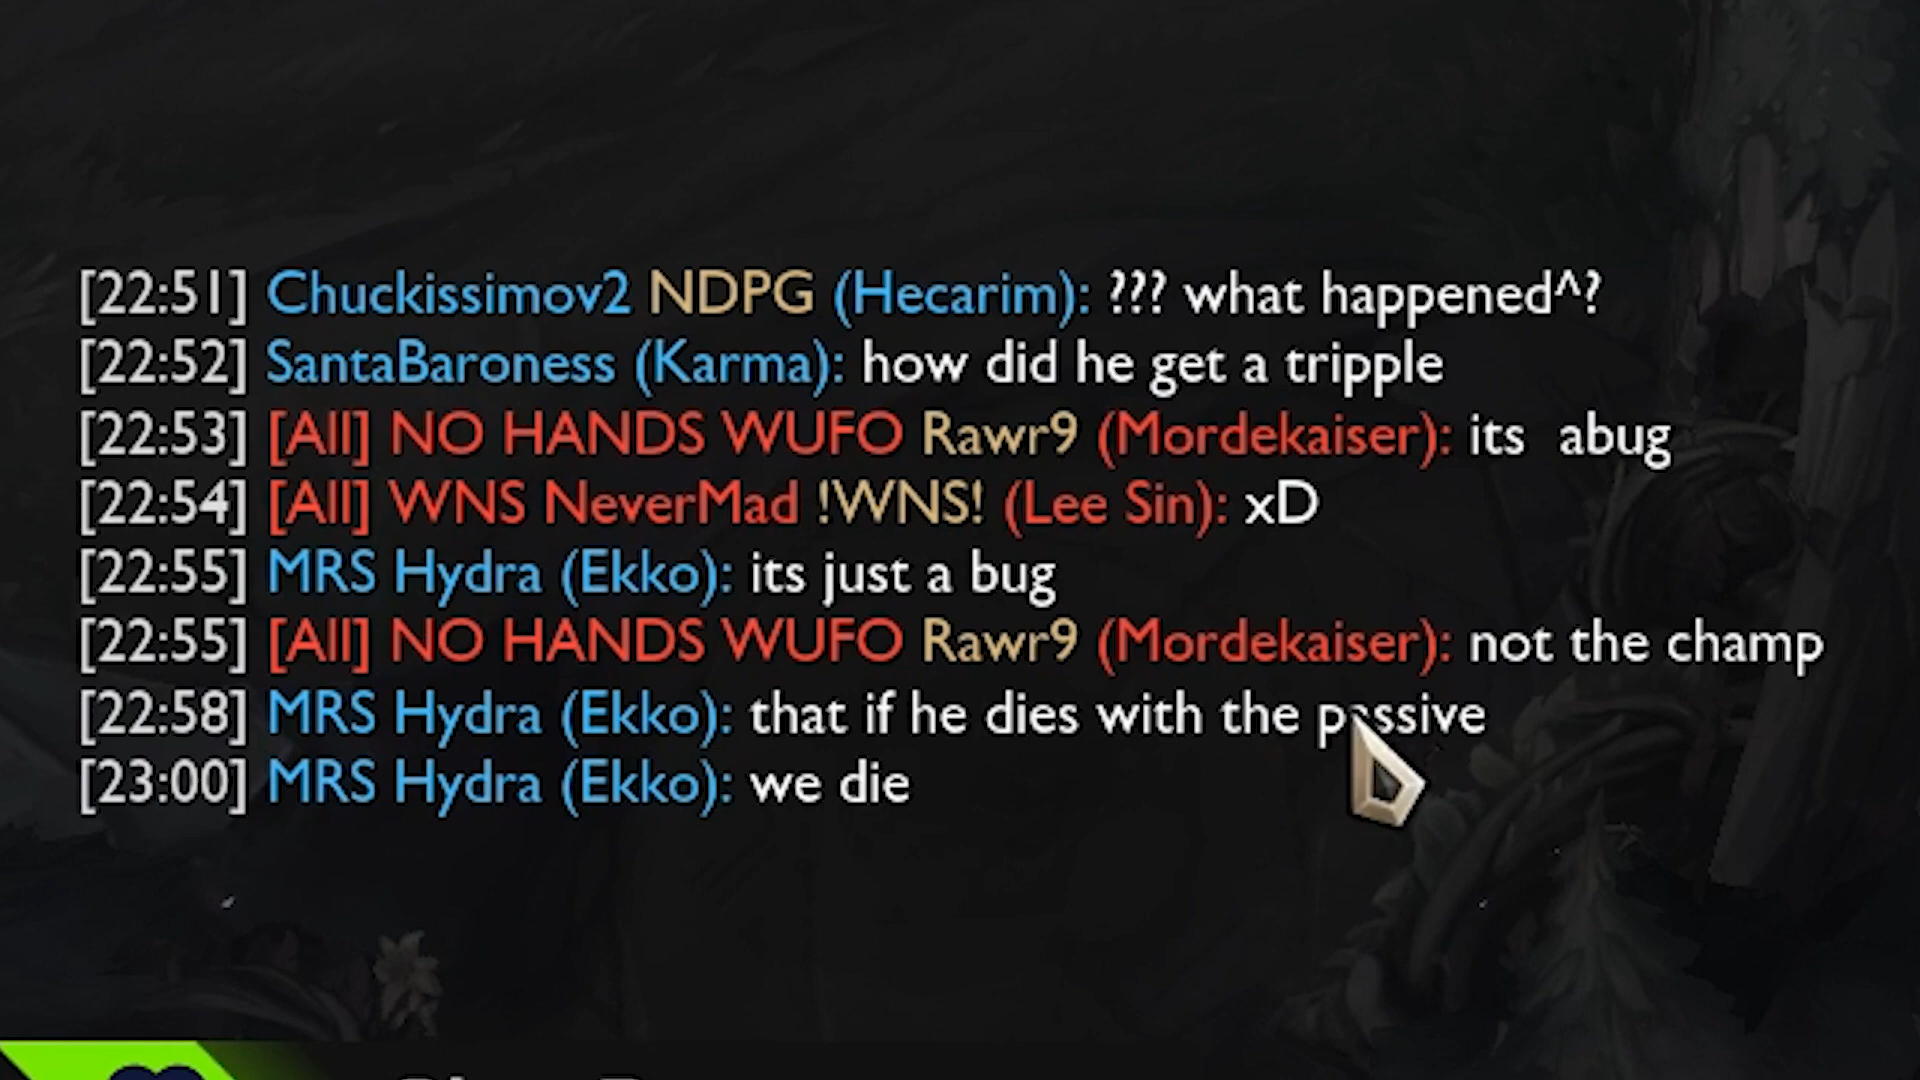 [22:51] Chuckissimov2 NDPG (Hecarim): ??? what happened^?
[22:52] SantaBaroness (Karma): how did he get a tripple
[22:53] [All] NO HANDS WUFO Rawr9 (Mordekaiser): its  abug
[22:54] [All] WNS NeverMad !WNS! (Lee Sin): xD
[22:55] MRS Hydra (Ekko): its just a bug
[22:55] [All] NO HANDS WUFO Rawr9 (Mordekaiser): not the champ
[22:58] MRS Hydra (Ekko): that if he dies with the passive
[23:00] MRS Hydra (Ekko): we die